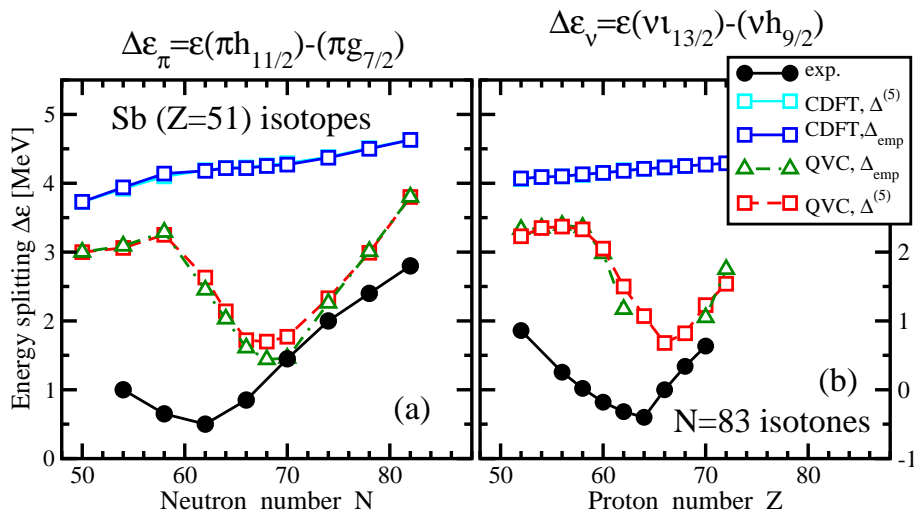 Δε_π=ε(πh_11/2)-(πg_7/2)
Δε_ν=ε(νι_13/2)-(νh_9/2)
exp.
CDFT, Δ^(5)
CDFT,Δ_emp
QVC, Δ_emp
QVC, Δ^(5)
Sb (Z=51) isotopes
Energy splitting Δε [MeV]
5
4
3
2
1
0
(a)
50
60
70
80
Neutron number N
(b)
N=83 isotones
50
60
70
80
Proton number Z
2
1
0
-1